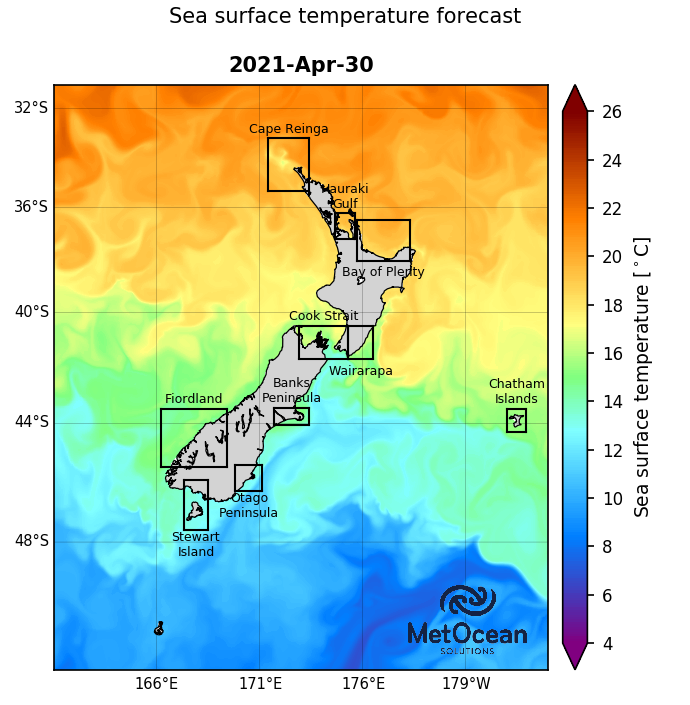 Sea surface temperature forecast
2021-Apr-30
32°S
36°S
40°S
44°S
48°S
166°E
171°E
176°E
179°W
Cape Reinga
Hauraki
Gulf
Bay of Plenty
Cook Strait
Wairarapa
Banks
Peninsula
Fiordland
Chatham
Islands
Otago
Peninsula
Stewart
Island
MetOcean
SOLUTIONS
26
24
22
20
18
16
14
12
10
8
6
4
Sea surface temperature [°C]